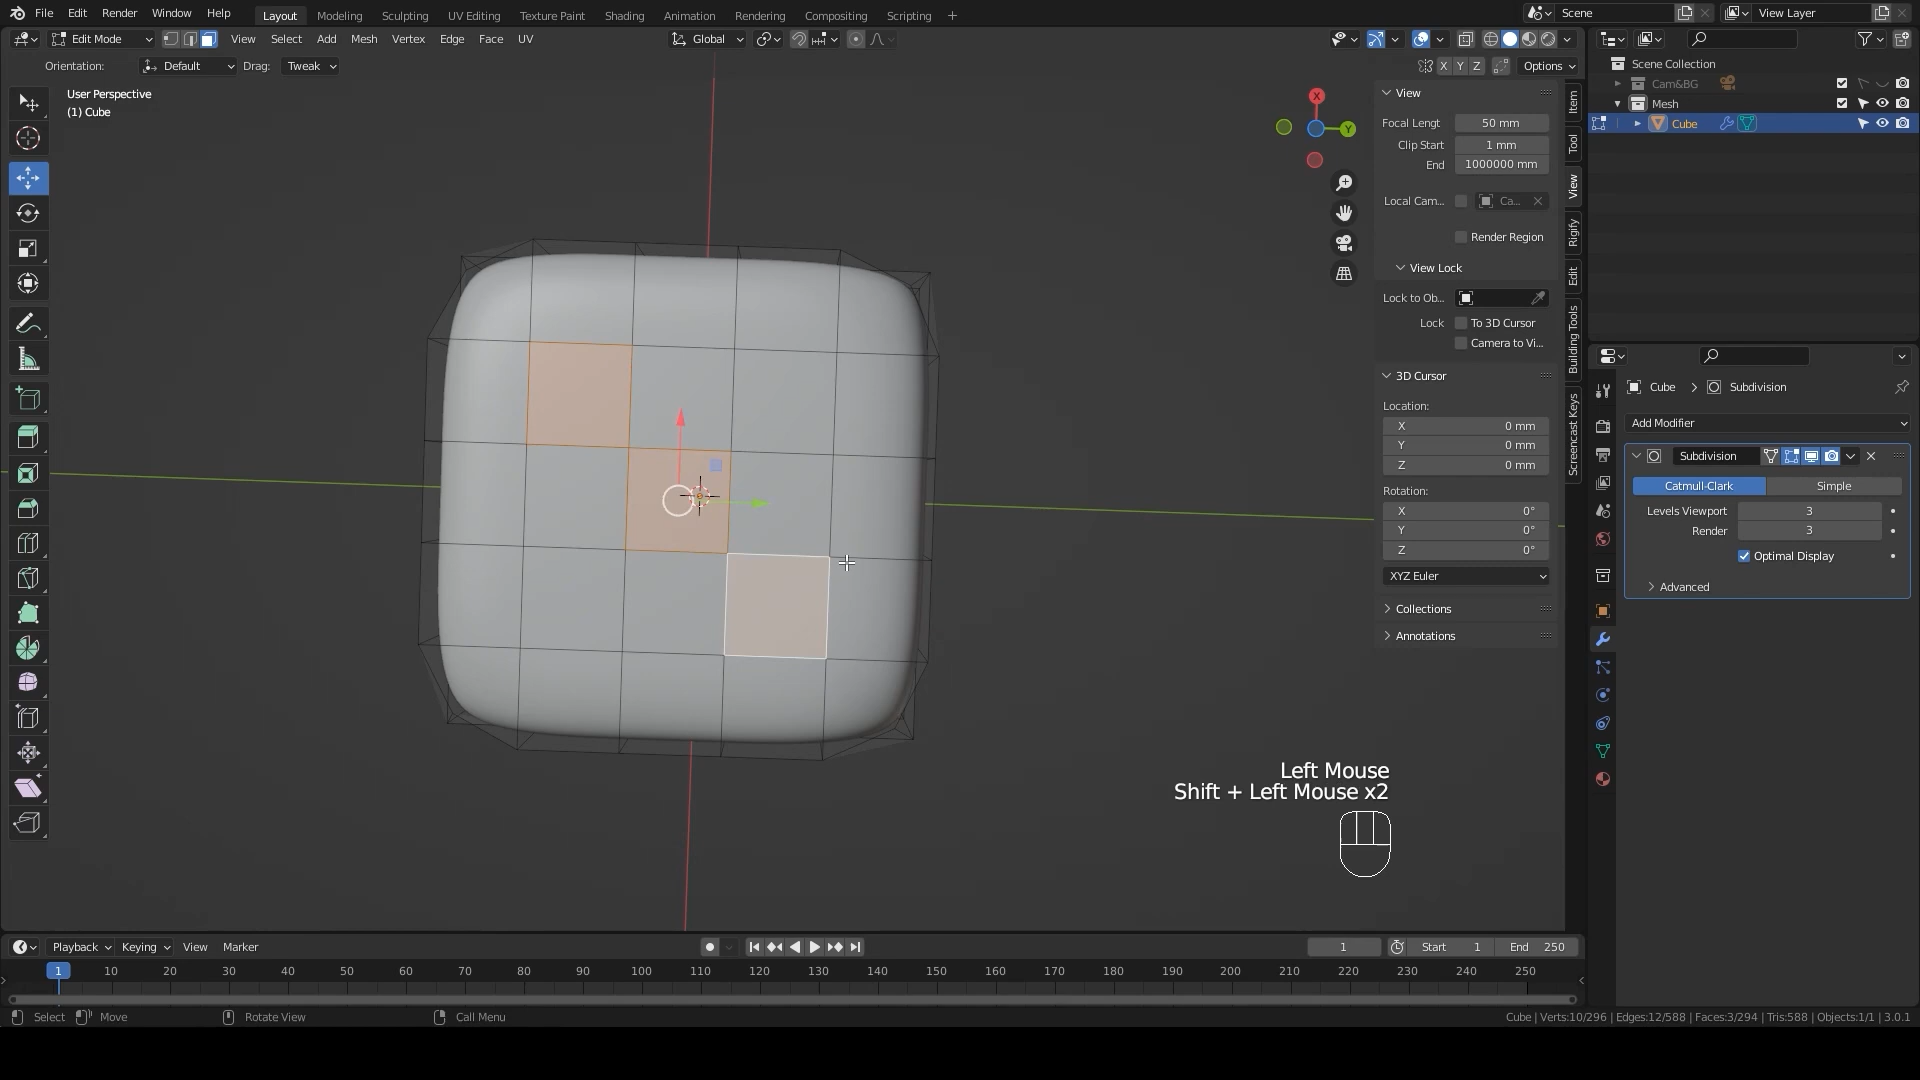 File Edit Render Window Help Layout Modeling Sculpting UV Editing Texture Paint Shading Animation Rendering Compositing Scripting + Scene View Layer
Edit Mode View Select Add Mesh Vertex Edge Face UV Global
Orientation: Default Drag: Tweak X Y Z Options
User Perspective
(1) Cube
X
Y
View
Focal Lengt 50 mm
Clip Start 1 mm
End 1000000 mm
Local Cam... Ca...
Render Region
View Lock
Lock to Ob...
Lock To 3D Cursor
Camera to Vi...
3D Cursor
Location:
X 0 mm
Y 0 mm
Z 0 mm
Rotation:
X 0°
Y 0°
Z 0°
XYZ Euler
Collections
Annotations
Item
Tool
View
Rigify
Edit
Building Tools
Screencast Keys
Scene Collection
Cam&BG
Mesh
Cube
Cube > Subdivision
Add Modifier
Subdivision
Catmull-Clark Simple
Levels Viewport 3
Render 3
Optimal Display
Advanced
Left Mouse
Shift + Left Mouse x2
Playback Keying View Marker 1 Start 1 End 250
1 10 20 30 40 50 60 70 80 90 100 110 120 130 140 150 160 170 180 190 200 210 220 230 240 250
Select Move Rotate View Call Menu Cube | Verts:10/296 | Edges:12/588 | Faces:3/294 | Tris:588 | Objects:1/1 | 3.0.1